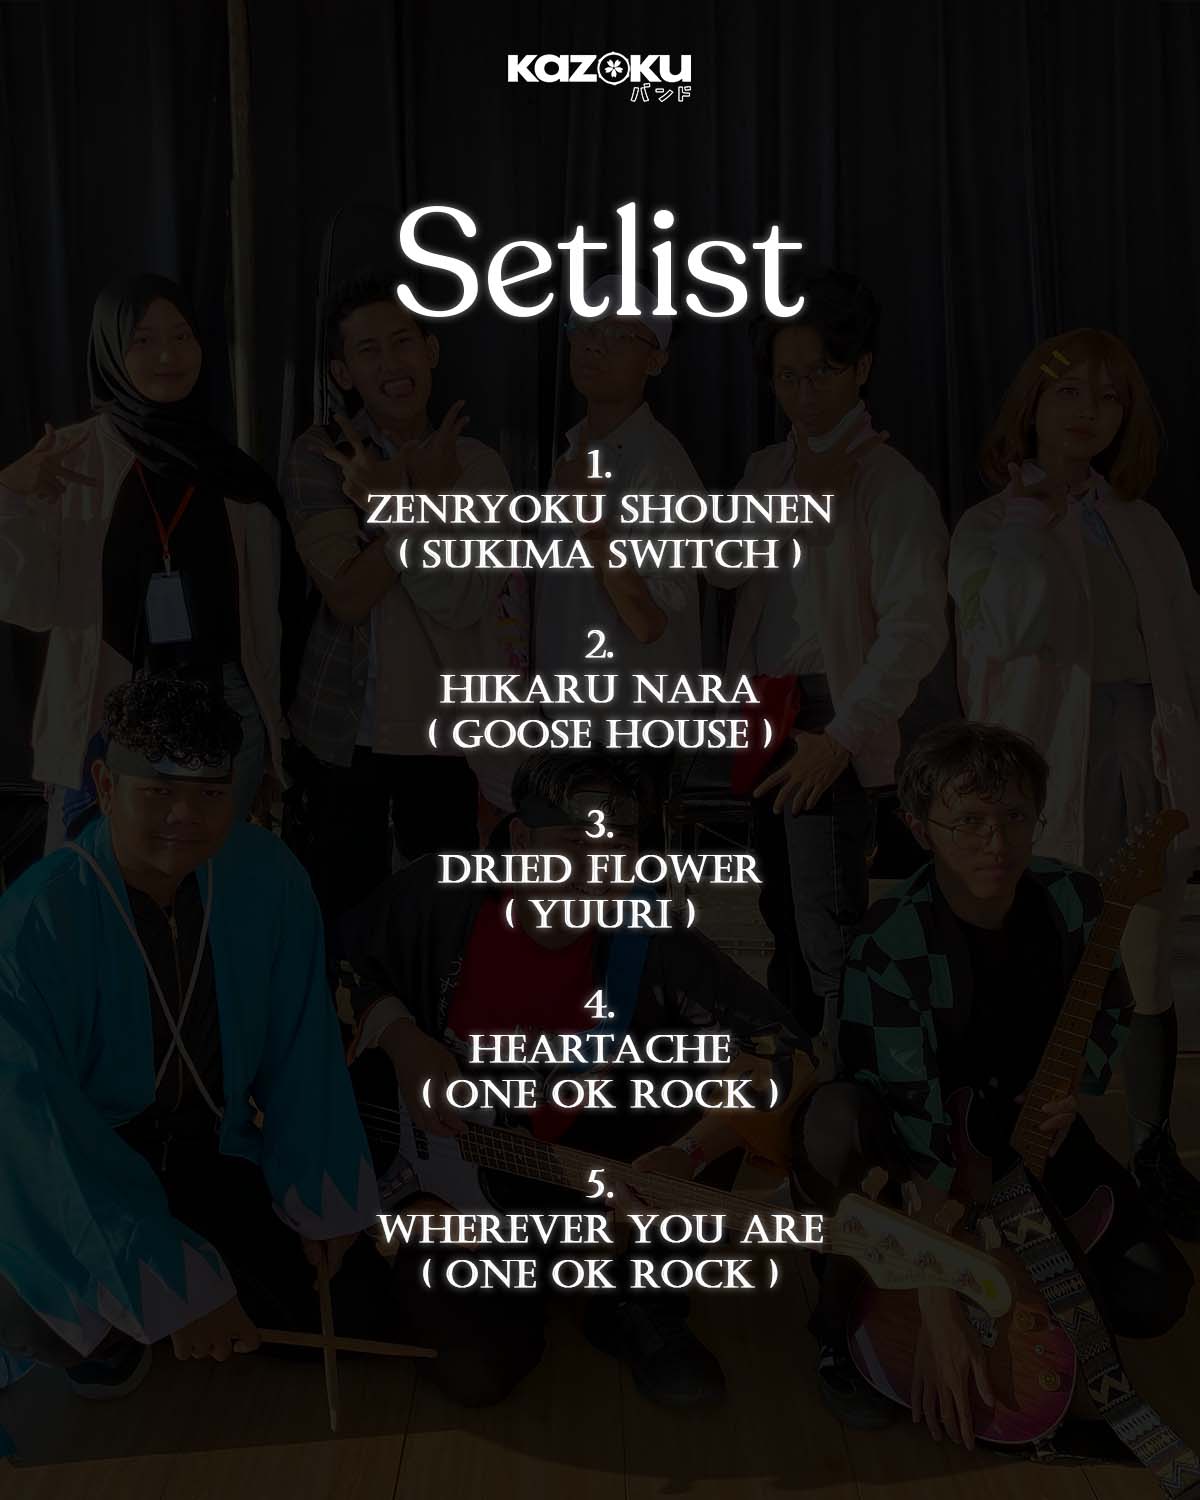 KAZOKU
バンド
Setlist
1.
ZENRYOKU SHOUNEN
( SUKIMA SWITCH )
2.
HIKARU NARA
( GOOSE HOUSE )
3.
DRIED FLOWER
( YUURI )
4.
HEARTACHE
( ONE OK ROCK )
5.
WHEREVER YOU ARE
( ONE OK ROCK )